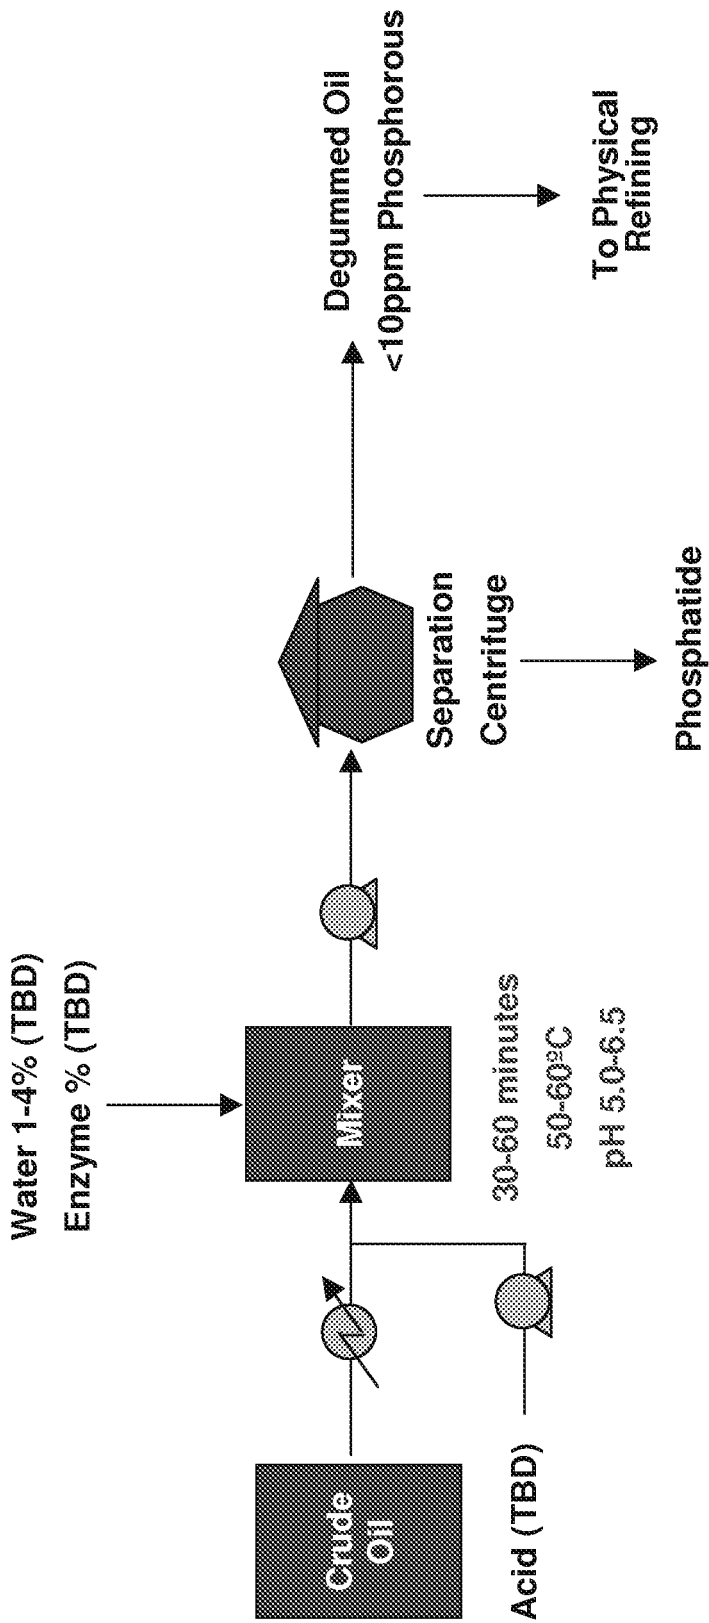 Water 1-4% (TBD)
Enzyme % (TBD)
Crude
Oil
Mixer
Acid (TBD)
30-60 minutes
50-60ºC
pH 5.0-6.5
Separation
Centrifuge
Phosphatide
Degummed Oil
<10ppm Phosphorous
To Physical
Refining